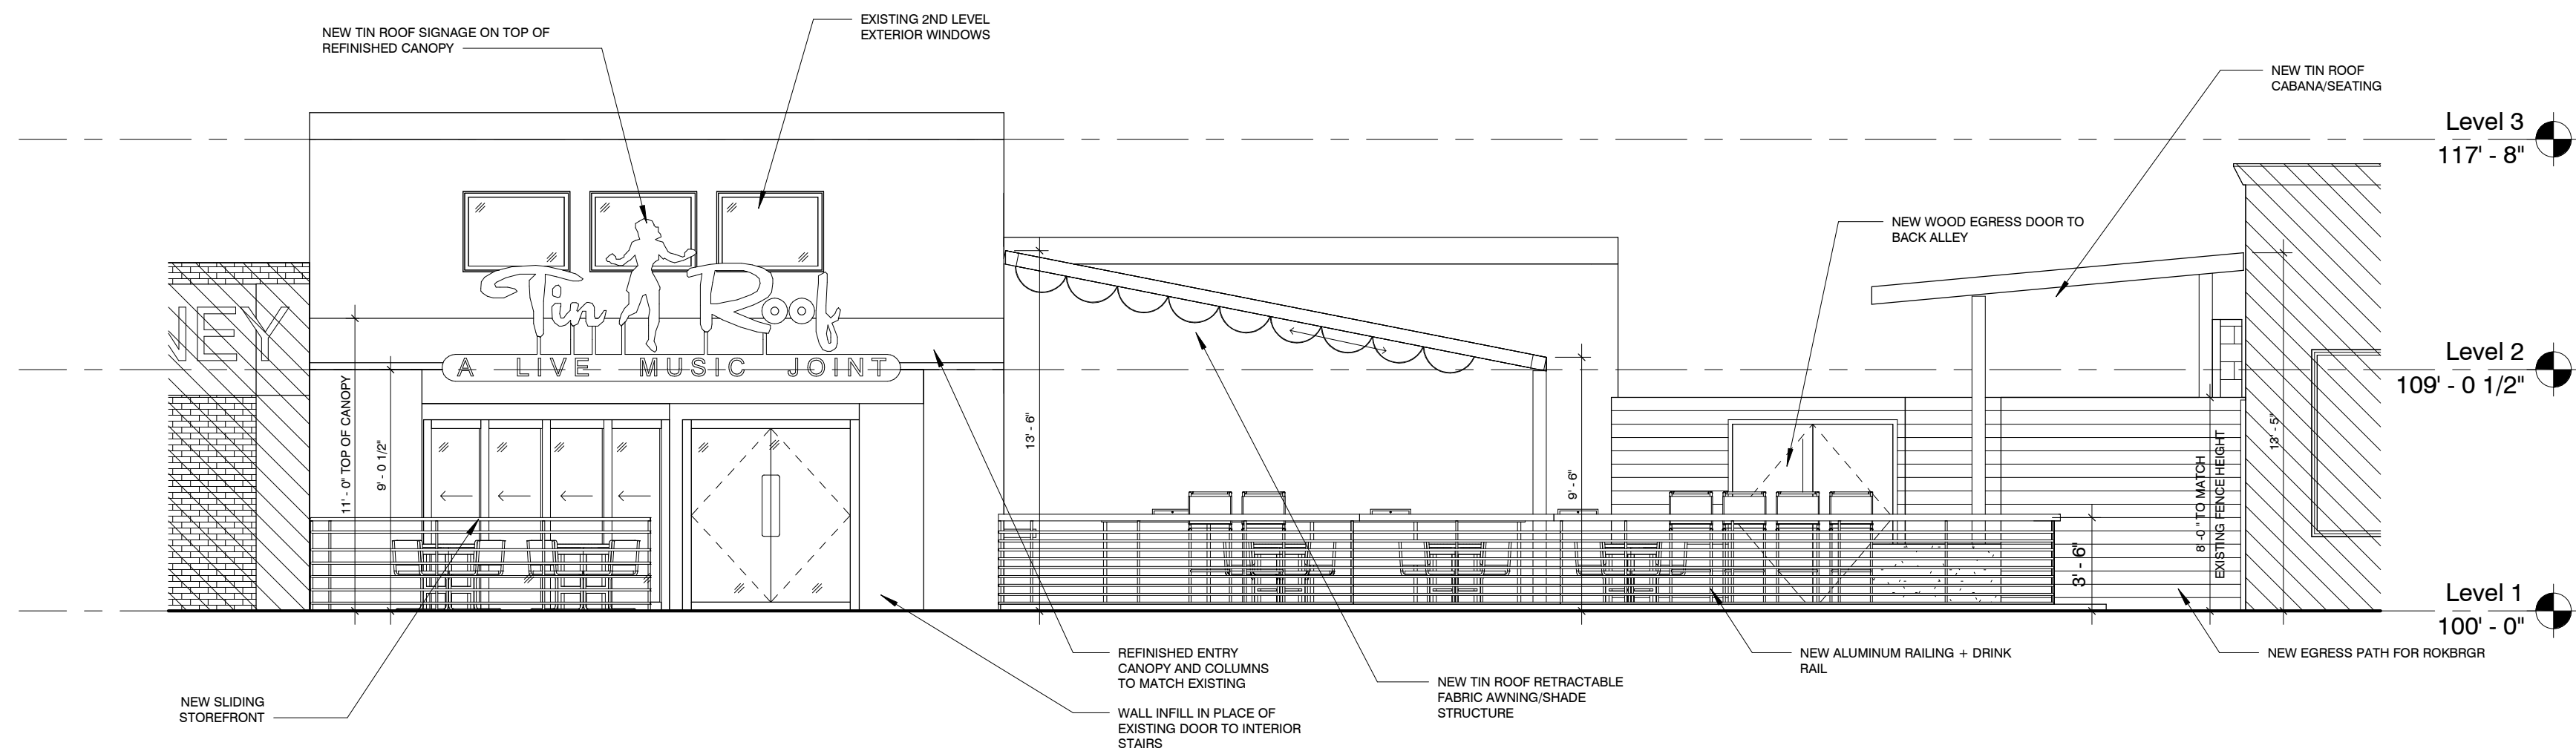 NEW TIN ROOF SIGNAGE ON TOP OF
REFINISHED CANOPY
EXISTING 2ND LEVEL
EXTERIOR WINDOWS
NEW TIN ROOF
CABANA/SEATING
Level 3
117' - 8"
NEW WOOD EGRESS DOOR TO
BACK ALLEY
NEY
Tin Roof
A LIVE MUSIC JOINT
Level 2
109' - 0 1/2"
11' - 0" TOP OF CANOPY
9' - 0 1/2"
13' - 6"
9' - 6"
3' - 6"
8' -0 " TO MATCH
EXISTING FENCE HEIGHT
13' - 5"
Level 1
100' - 0"
NEW SLIDING
STOREFRONT
REFINISHED ENTRY
CANOPY AND COLUMNS
TO MATCH EXISTING
WALL INFILL IN PLACE OF
EXISTING DOOR TO INTERIOR
STAIRS
NEW TIN ROOF RETRACTABLE
FABRIC AWNING/SHADE
STRUCTURE
NEW ALUMINUM RAILING + DRINK
RAIL
NEW EGRESS PATH FOR ROKBRGR